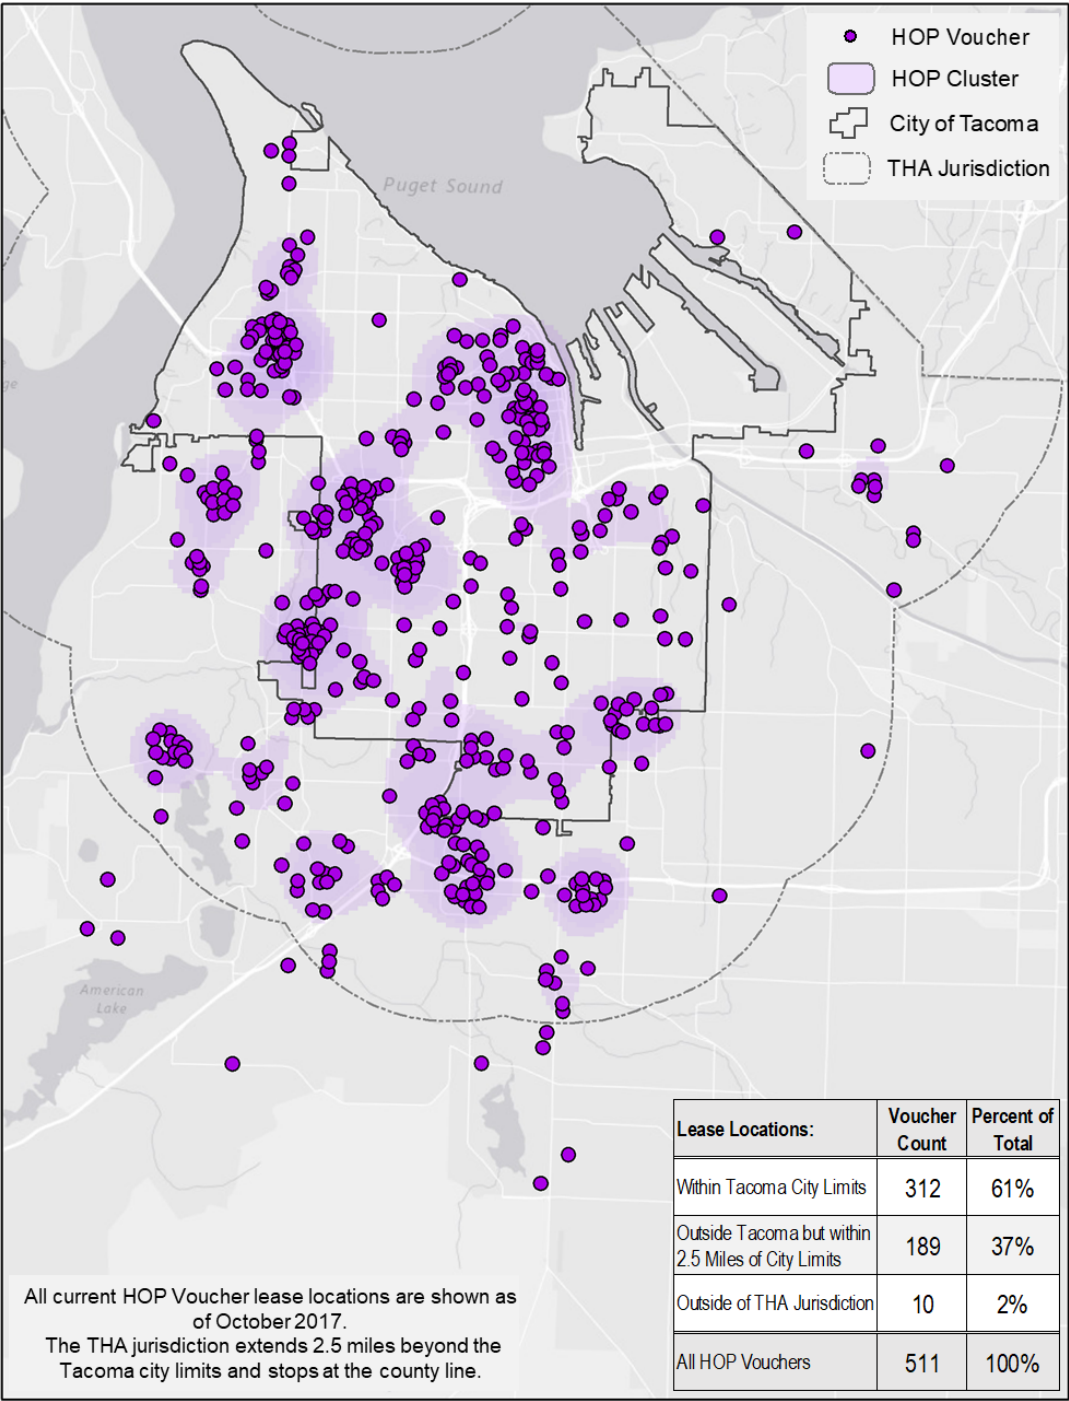 HOP Voucher
HOP Cluster
City of Tacoma
THA Jurisdiction
Puget Sound
ge
American
Lake
Lease Locations:
Voucher
Count
Percent of
Total
Within Tacoma City Limits
312
61%
Outside Tacoma but within
2.5 Miles of City Limits
189
37%
Outside of THA Jurisdiction
10
2%
All HOP Vouchers
511
100%
All current HOP Voucher lease locations are shown as
of October 2017.
The THA jurisdiction extends 2.5 miles beyond the
Tacoma city limits and stops at the county line.